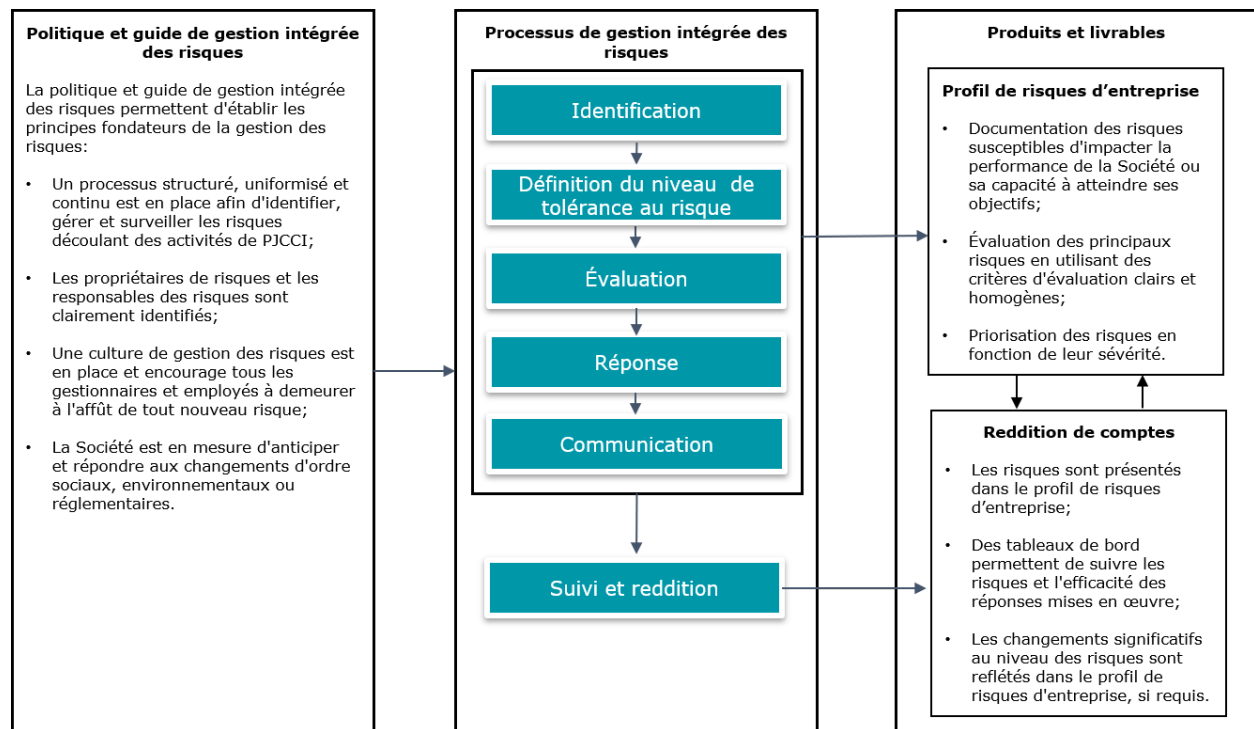 Politique et guide de gestion intégrée
des risques
La politique et guide de gestion intégrée
des risques permettent d'établir les
principes fondateurs de la gestion des
risques:
• Un processus structuré, uniformisé et
continu est en place afin d'identifier,
gérer et surveiller les risques
découlant des activités de PJCCI;
• Les propriétaires de risques et les
responsables des risques sont
clairement identifiés;
• Une culture de gestion des risques est
en place et encourage tous les
gestionnaires et employés à demeurer
à l'affût de tout nouveau risque;
• La Société est en mesure d'anticiper
et répondre aux changements d'ordre
sociaux, environnementaux ou
réglementaires.
Processus de gestion intégrée des
risques
Identification
Définition du niveau de
tolérance au risque
Évaluation
Réponse
Communication
Suivi et reddition
Produits et livrables
Profil de risques d’entreprise
• Documentation des risques
susceptibles d'impacter la
performance de la Société ou
sa capacité à atteindre ses
objectifs;
• Évaluation des principaux
risques en utilisant des
critères d'évaluation clairs et
homogènes;
• Priorisation des risques en
fonction de leur sévérité.
Reddition de comptes
• Les risques sont présentés
dans le profil de risques
d’entreprise;
• Des tableaux de bord
permettent de suivre les
risques et l'efficacité des
réponses mises en œuvre;
• Les changements significatifs
au niveau des risques sont
reflétés dans le profil de
risques d'entreprise, si requis.